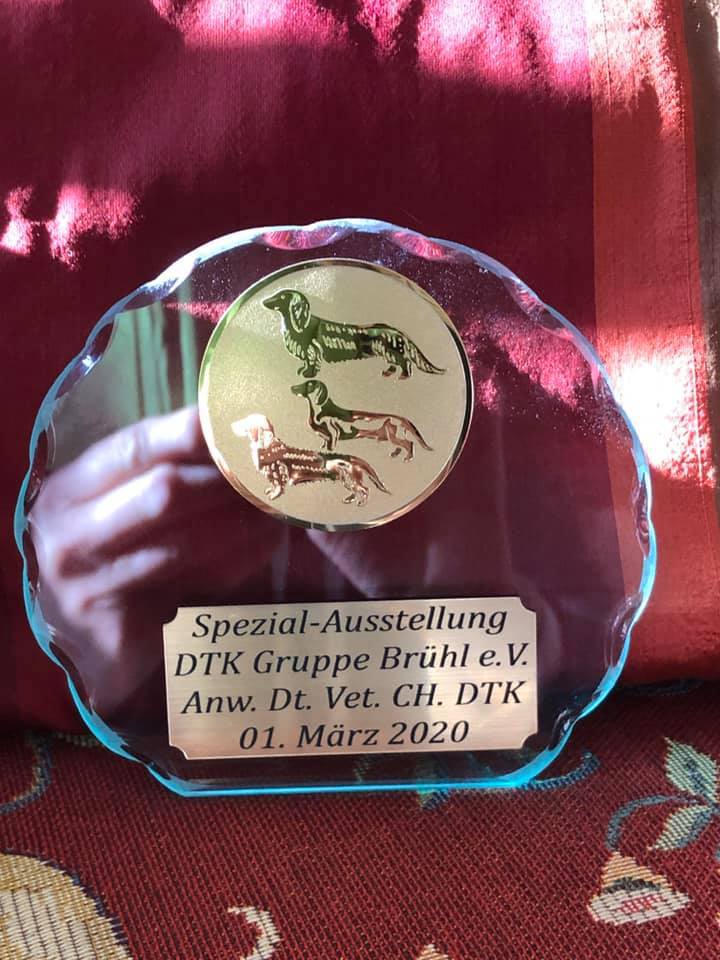 Spezial-Ausstellung
DTK Gruppe Brühl e.V.
Anw. Dt. Vet. CH. DTK
01. März 2020